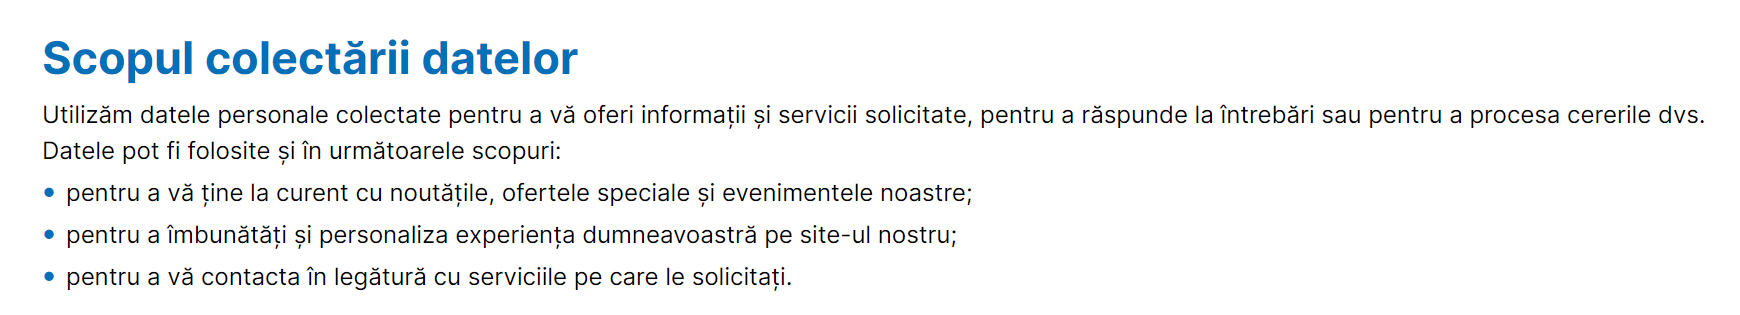 Scopul colectării datelor
Utilizăm datele personale colectate pentru a vă oferi informații și servicii solicitate, pentru a răspunde la întrebări sau pentru a procesa cererile dvs.
Datele pot fi folosite și în următoarele scopuri:
• pentru a vă ține la curent cu noutățile, ofertele speciale și evenimentele noastre;
• pentru a îmbunătăți și personaliza experiența dumneavoastră pe site-ul nostru;
• pentru a vă contacta în legătură cu serviciile pe care le solicitați.